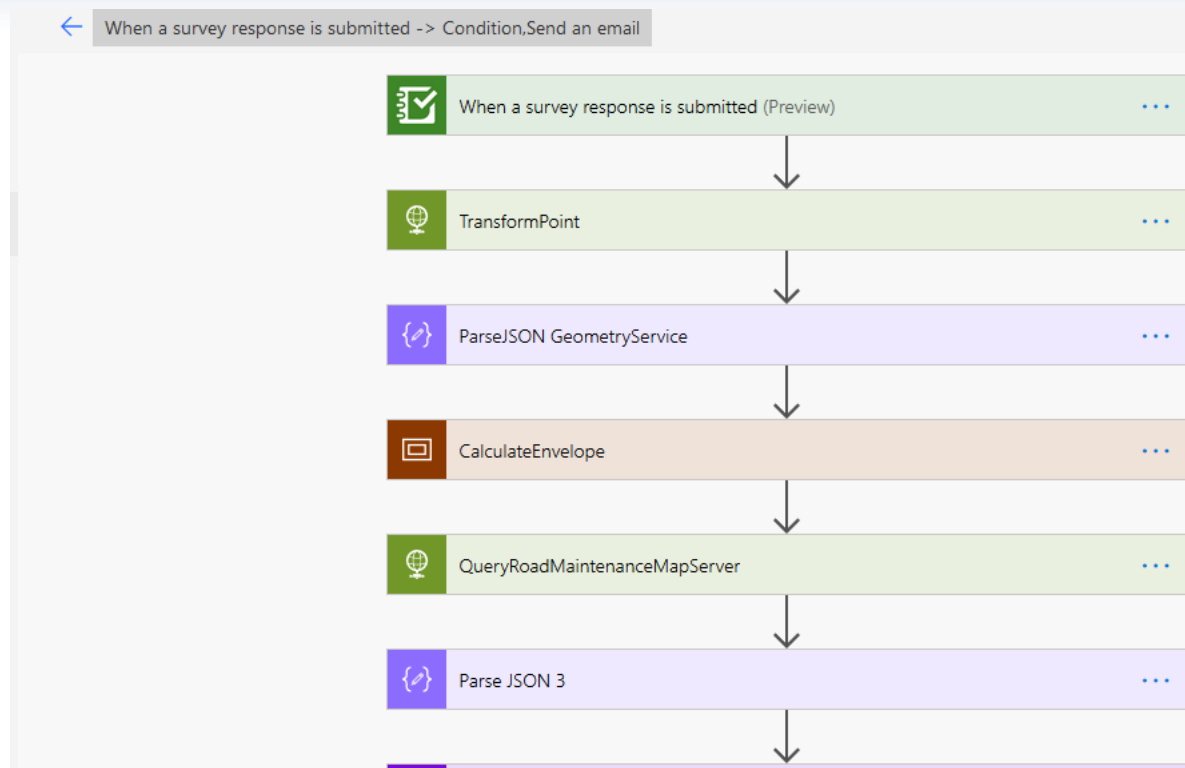 When a survey response is submitted -> Condition,Send an email
When a survey response is submitted (Preview)
TransformPoint
ParseJSON GeometryService
CalculateEnvelope
QueryRoadMaintenanceMapServer
Parse JSON 3